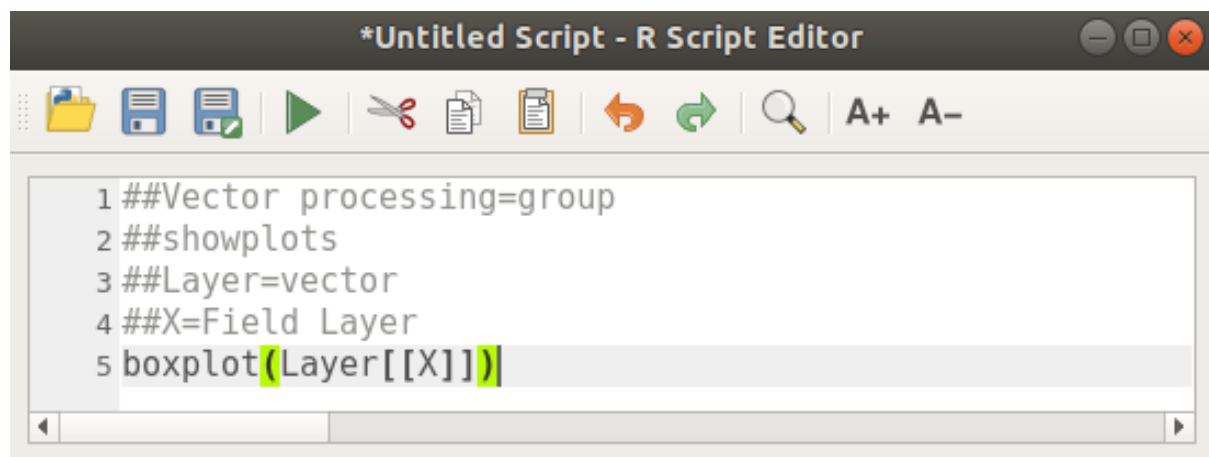 *Untitled Script - R Script Editor
A+ A-
1 ##Vector processing=group
2 ##showplots
3 ##Layer=vector
4 ##X=Field Layer
5 boxplot(Layer[[X]])